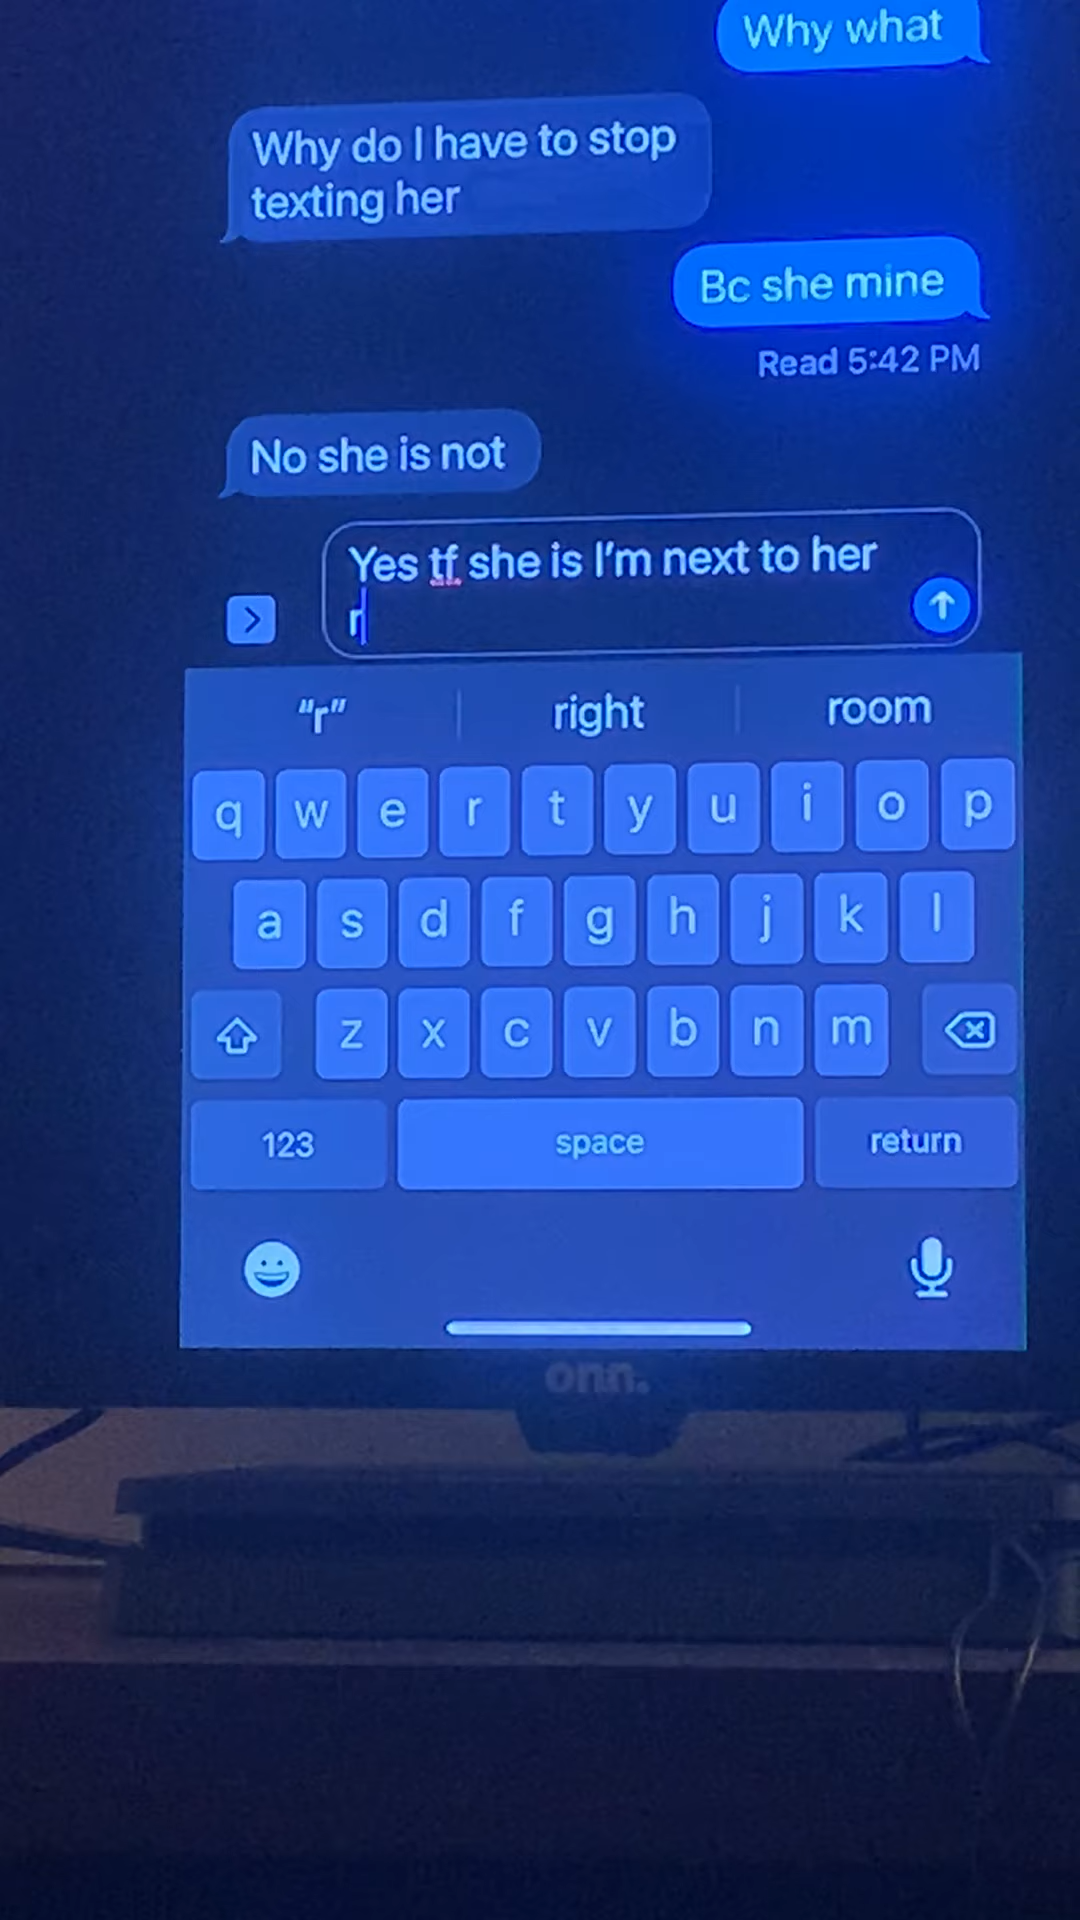 Why what
Why do I have to stop
texting her
Bc she mine
Read 5:42 PM
No she is not
Yes tf she is I'm next to her
r
"r" right room
q w e r t y u i o p
a s d f g h j k l
z x c v b n m
123 space return
onn.